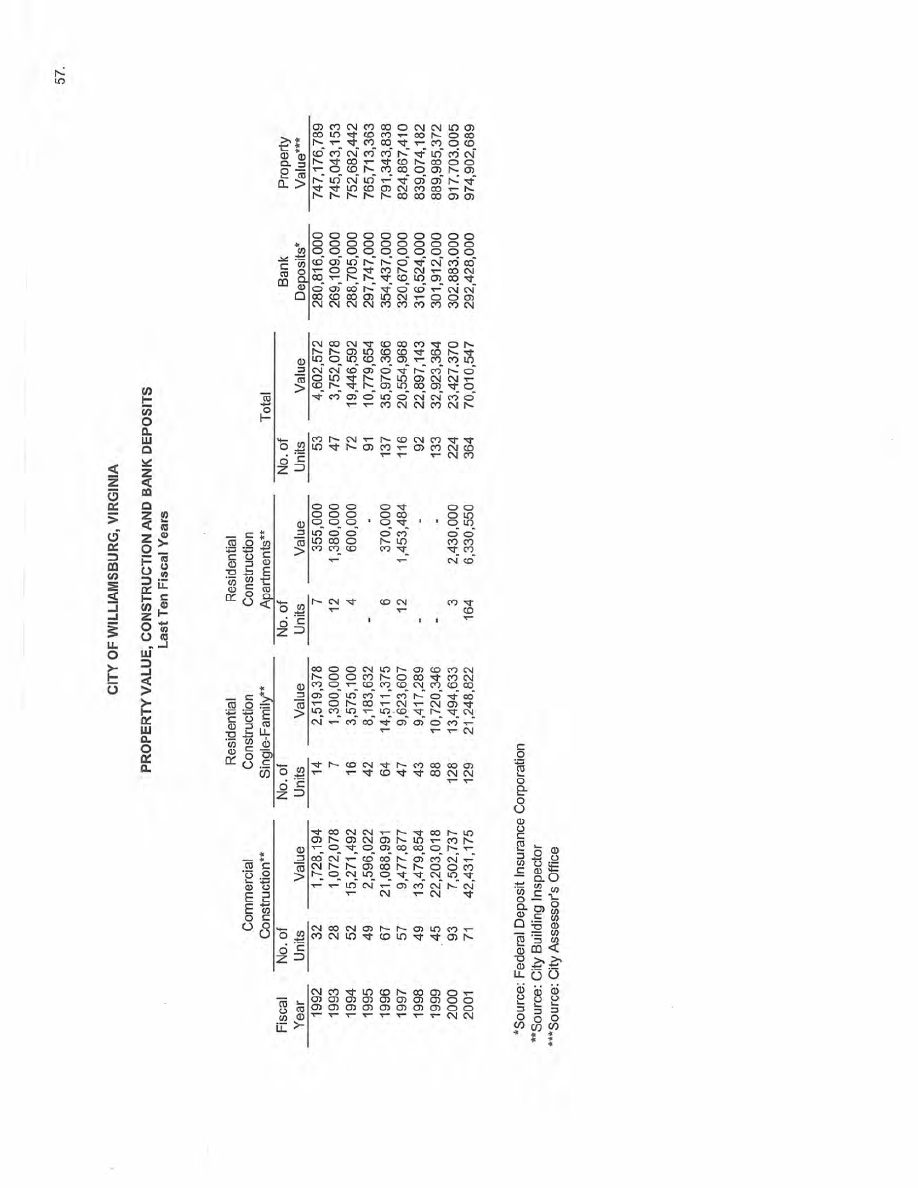 57.
CITY OF WILLIAMSBURG, VIRGINIA
PROPERTY VALUE, CONSTRUCTION AND BANK DEPOSITS
Last Ten Fiscal Years
Residential Residential
Commercial Construction Construction
Construction** Single-Family** Apartments** Total
Fiscal No. of No. of No. of No. of Bank Property
Year Units Value Units Value Units Value Units Value Deposits* Value***
1992 32 1,728,194 14 2,519,378 7 355,000 53 4,602,572 280,816,000 747,176,789
1993 28 1,072,078 7 1,300,000 12 1,380,000 47 3,752,078 269,109,000 745,043,153
1994 52 15,271,492 16 3,575,100 4 600,000 72 19,446,592 288,705,000 752,682,442
1995 49 2,596,022 42 8,183,632 - - 91 10,779,654 297,747,000 765,713,363
1996 67 21,088,991 64 14,511,375 6 370,000 137 35,970,366 354,437,000 791,343,838
1997 57 9,477,877 47 9,623,607 12 1,453,484 116 20,554,968 320,670,000 824,867,410
1998 49 13,479,854 43 9,417,289 - - 92 22,897,143 316,524,000 839,074,182
1999 45 22,203,018 88 10,720,346 - - 133 32,923,364 301,912,000 889,985,372
2000 93 7,502,737 128 13,494,633 3 2,430,000 224 23,427,370 302,883,000 917,703,005
2001 71 42,431,175 129 21,248,822 164 6,330,550 364 70,010,547 292,428,000 974,902,689
*Source: Federal Deposit Insurance Corporation
**Source: City Building Inspector
***Source: City Assessor's Office